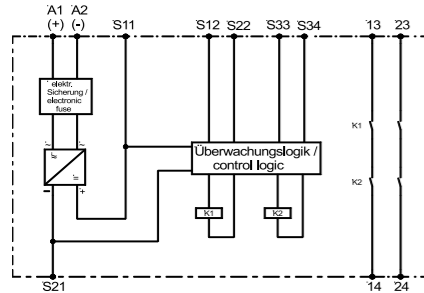 A1 A2 S11 S12 S22 S33 S34 13 23
(+) (-)
elektr.
Sicherung /
electronic
fuse
K1
Überwachungslogik /
control logic
K2
K1 K2
S21 14 24